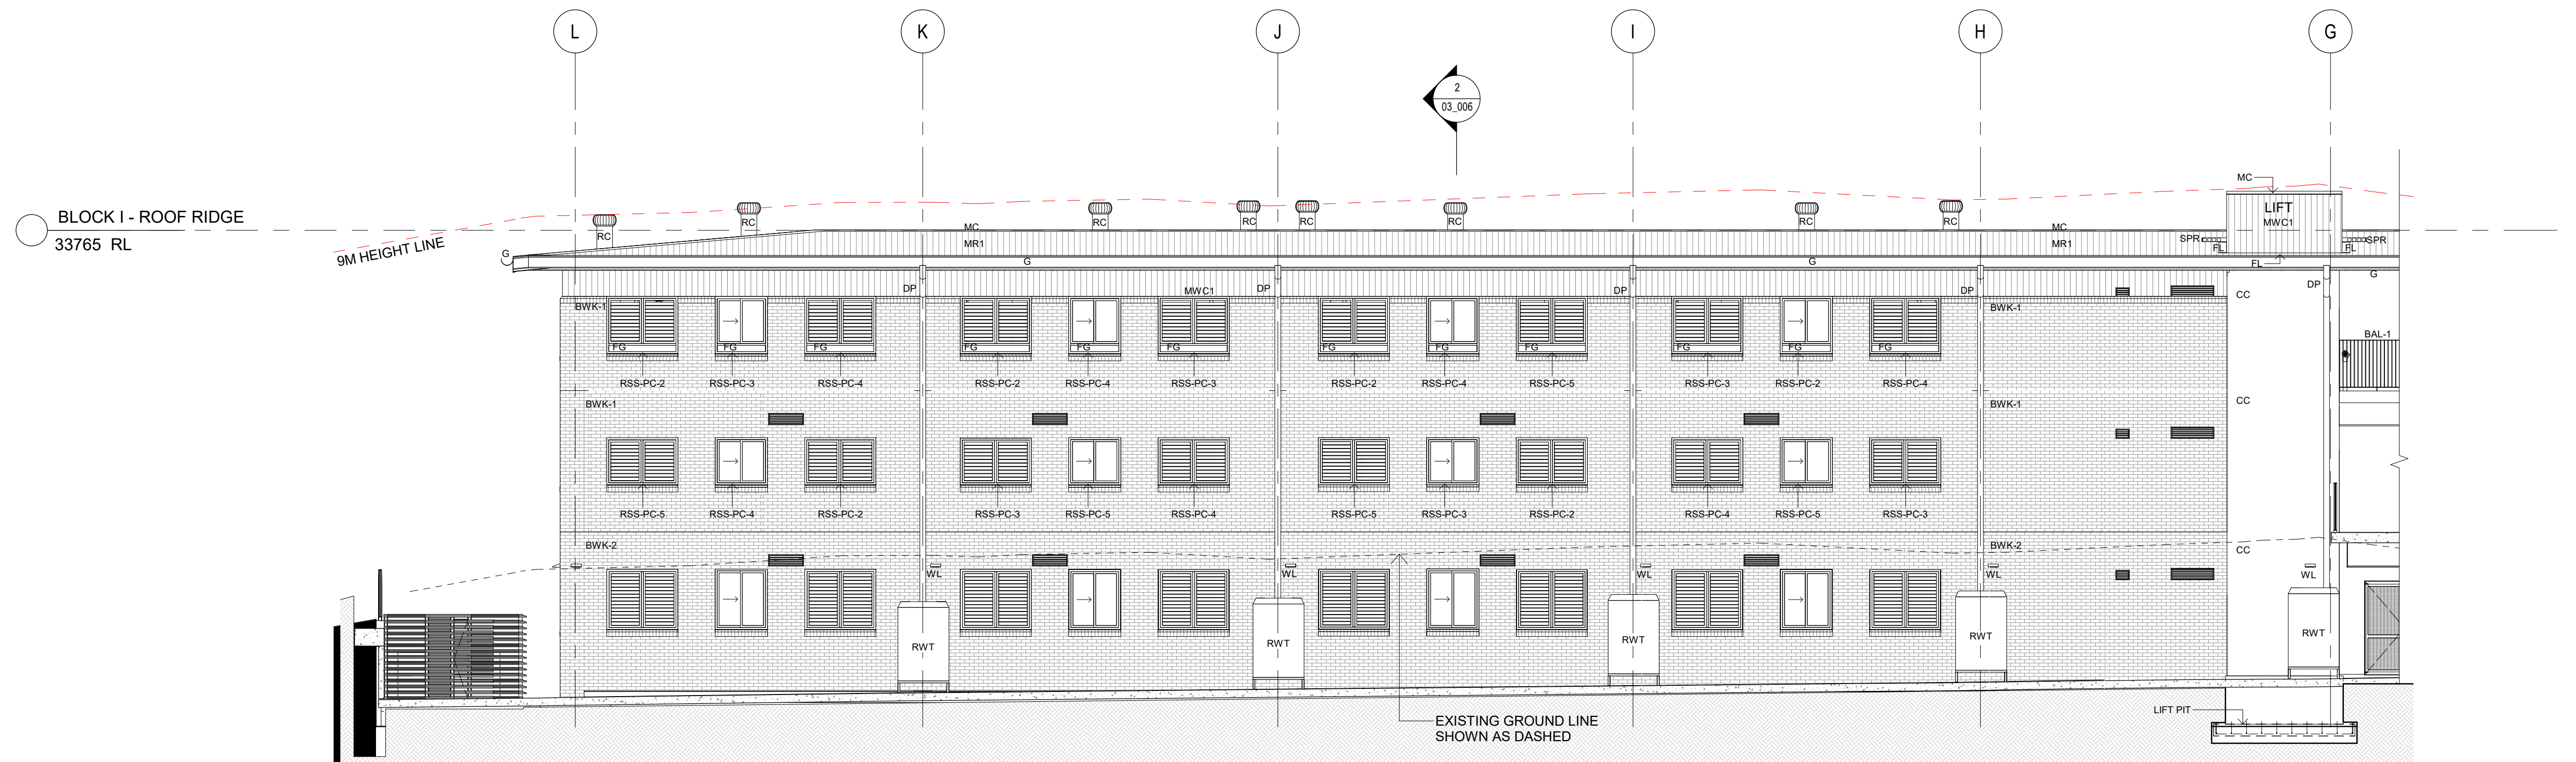 L K J I H G
2
03_006
BLOCK I - ROOF RIDGE
33765 RL
9M HEIGHT LINE
MC
LIFT
MWC1
RC RC RC RC RC RC RC RC
MC MC
MR1 MR1
SPR SPR
FL FL
FL
G G G G
DP MWC1 DP DP DP DP
BWK-1 BWK-1 CC
BAL-1
FG FG FG FG FG FG FG FG FG FG FG FG
RSS-PC-2 RSS-PC-3 RSS-PC-4 RSS-PC-2 RSS-PC-4 RSS-PC-3 RSS-PC-2 RSS-PC-4 RSS-PC-5 RSS-PC-3 RSS-PC-2 RSS-PC-4
BWK-1 BWK-1 CC
RSS-PC-5 RSS-PC-4 RSS-PC-2 RSS-PC-3 RSS-PC-5 RSS-PC-4 RSS-PC-5 RSS-PC-3 RSS-PC-2 RSS-PC-4 RSS-PC-5 RSS-PC-3
BWK-2 BWK-2 CC
WL WL WL WL WL
RWT RWT RWT RWT RWT
LIFT PIT
EXISTING GROUND LINE
SHOWN AS DASHED